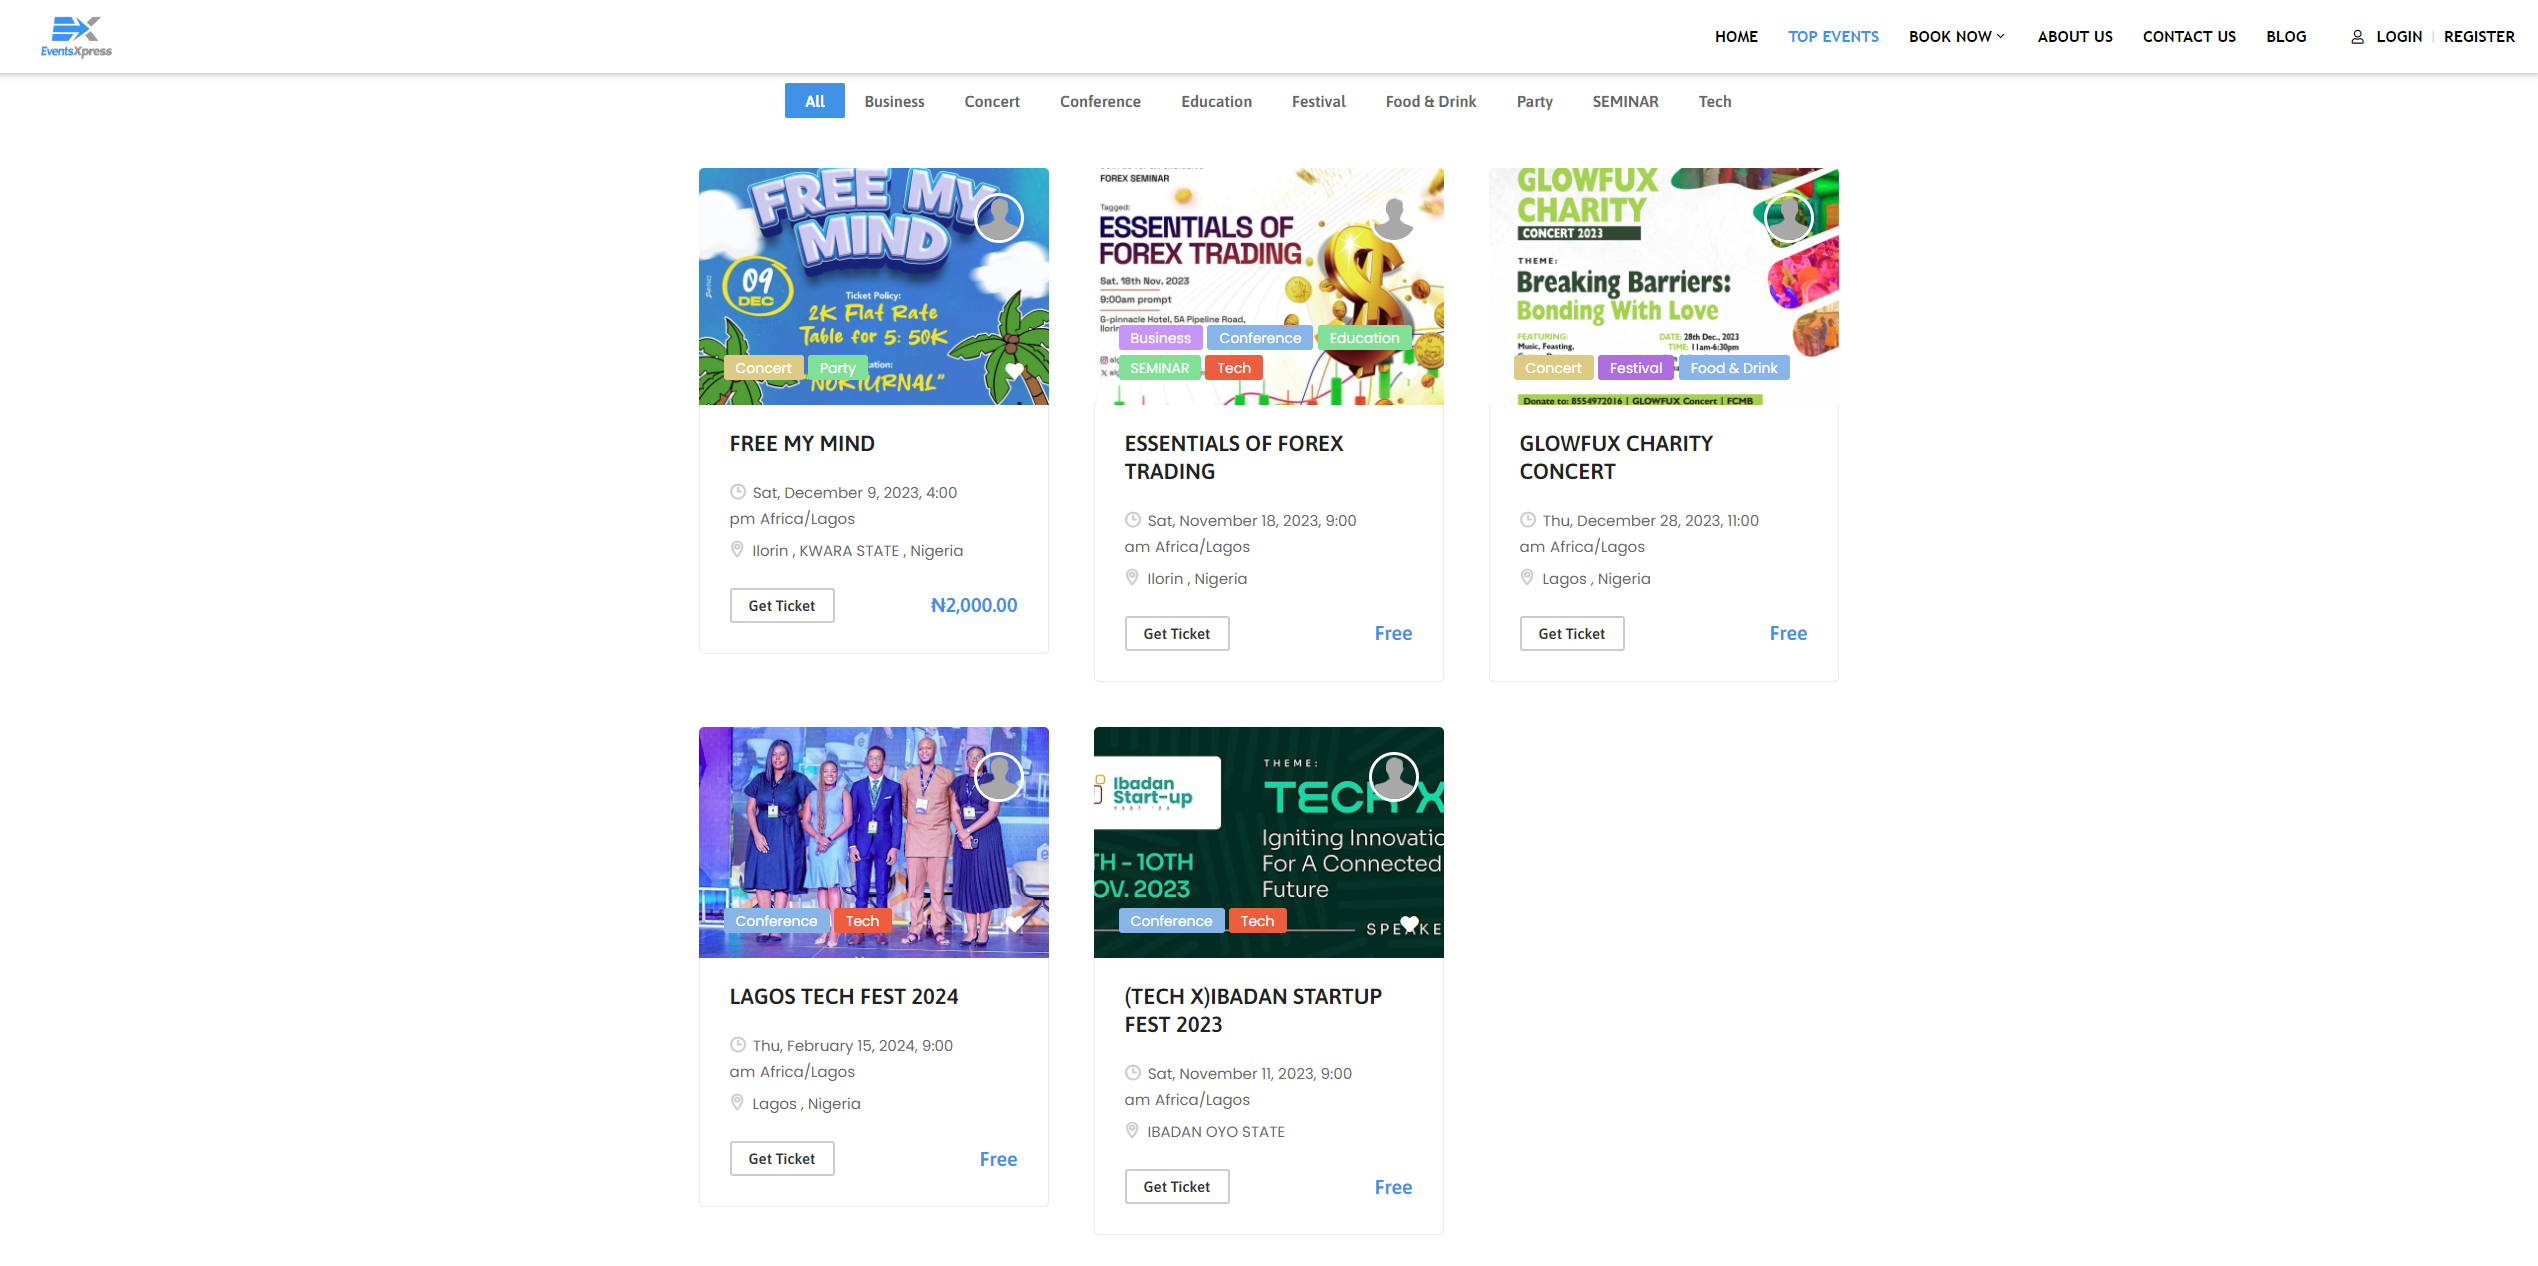 EventsXpress
HOME
TOP EVENTS
BOOK NOW
ABOUT US
CONTACT US
BLOG
LOGIN | REGISTER
All
Business
Concert
Conference
Education
Festival
Food & Drink
Party
SEMINAR
Tech
FREE MY
MIND
09
DEC
Ticket Policy:
2K Flat Rate
Table for 5: 50K
"NOKTURNAL"
Concert
Party
FREE MY MIND
Sat, December 9, 2023, 4:00
pm Africa/Lagos
Ilorin , KWARA STATE , Nigeria
Get Ticket
₦2,000.00
FOREX SEMINAR
Tagged:
ESSENTIALS OF
FOREX TRADING
Sat. 18th Nov. 2023
9:00am prompt
G-pinnacle Hotel, 5A Pipeline Road,
Business
Conference
Education
SEMINAR
Tech
ESSENTIALS OF FOREX
TRADING
Sat, November 18, 2023, 9:00
am Africa/Lagos
Ilorin , Nigeria
Get Ticket
Free
GLOWFUX
CHARITY
CONCERT 2023
THEME:
Breaking Barriers:
Bonding With Love
FEATURING:
Music, Feasting,
DATE: 28th Dec., 2023
TIME: 11am-6:30pm
Concert
Festival
Food & Drink
Donate to: 8554972016 | GLOWFUX Concert | FCMB
GLOWFUX CHARITY
CONCERT
Thu, December 28, 2023, 11:00
am Africa/Lagos
Lagos , Nigeria
Get Ticket
Free
Conference
Tech
LAGOS TECH FEST 2024
Thu, February 15, 2024, 9:00
am Africa/Lagos
Lagos , Nigeria
Get Ticket
Free
Ibadan
Start-up
FEST '23
TH - 10TH
OV. 2023
THEME:
TECH X
Igniting Innovatio
For A Connected
Future
SPEAKE
Conference
Tech
(TECH X)IBADAN STARTUP
FEST 2023
Sat, November 11, 2023, 9:00
am Africa/Lagos
IBADAN OYO STATE
Get Ticket
Free